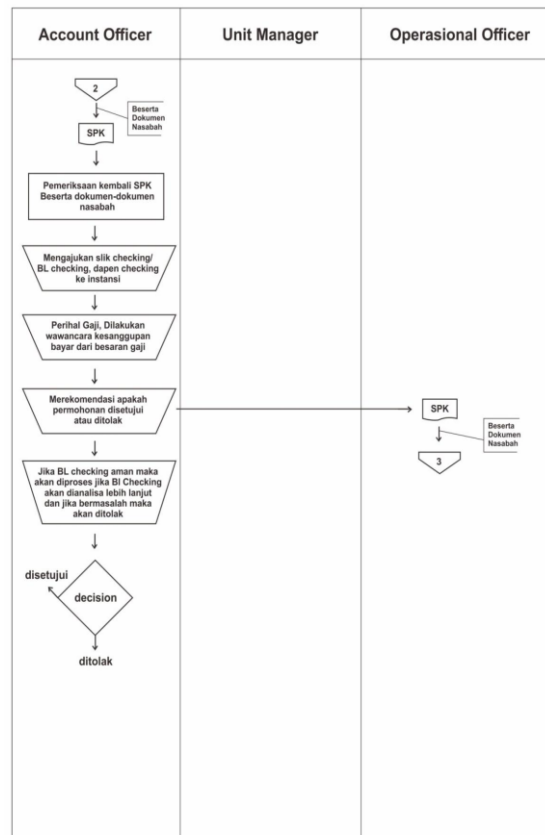 Account Officer
Unit Manager
Operasional Officer
2
Beserta
Dokumen
Nasabah
SPK
Pemeriksaan kembali SPK
Beserta dokumen-dokumen
nasabah
Mengajukan slik checking/
BL checking, dapen checking
ke instansi
Perihal Gaji, Dilakukan
wawancara kesanggupan
bayar dari besaran gaji
Merekomendasi apakah
permohonan disetujui
atau ditolak
SPK
Beserta
Dokumen
Nasabah
3
Jika BL checking aman maka
akan diproses jika BI Checking
akan dianalisa lebih lanjut
dan jika bermasalah maka
akan ditolak
disetujui
decision
ditolak